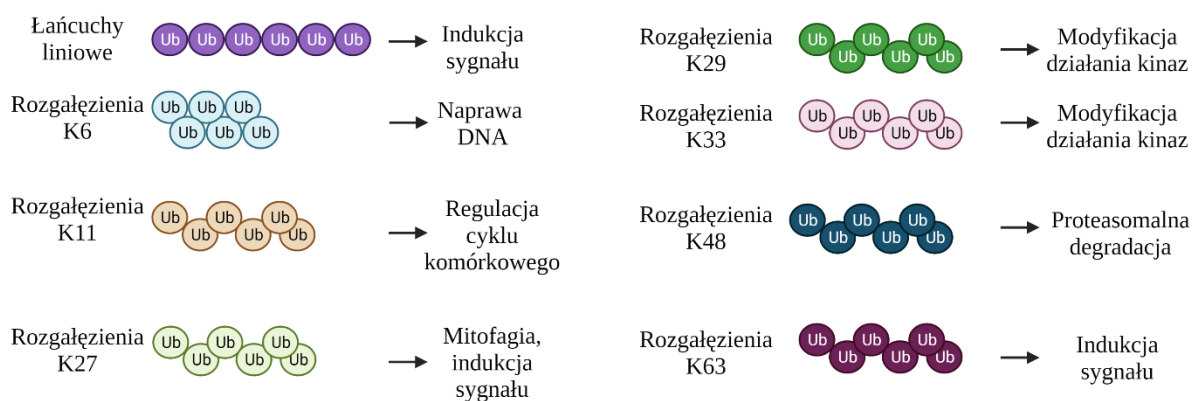 Łańcuchy
liniowe
Ub Ub Ub Ub Ub Ub
Indukcja
sygnału
Rozgałęzienia
K6
Ub Ub Ub
Ub Ub Ub
Naprawa
DNA
Rozgałęzienia
K11
Ub Ub Ub
Ub Ub Ub
Regulacja
cyklu
komórkowego
Rozgałęzienia
K27
Ub Ub Ub
Ub Ub Ub
Mitofagia,
indukcja
sygnału
Rozgałęzienia
K29
Ub Ub Ub
Ub Ub Ub
Modyfikacja
działania kinaz
Rozgałęzienia
K33
Ub Ub Ub
Ub Ub Ub
Modyfikacja
działania kinaz
Rozgałęzienia
K48
Ub Ub Ub
Ub Ub Ub
Proteasomalna
degradacja
Rozgałęzienia
K63
Ub Ub Ub
Ub Ub Ub
Indukcja
sygnału